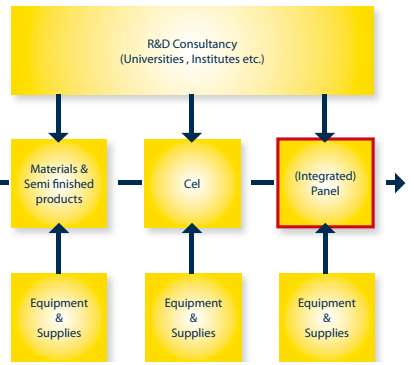 R&D Consultancy
(Universities , Institutes etc.)
Materials &
Semi finished
products
Cel
(Integrated)
Panel
Equipment
&
Supplies
Equipment
&
Supplies
Equipment
&
Supplies